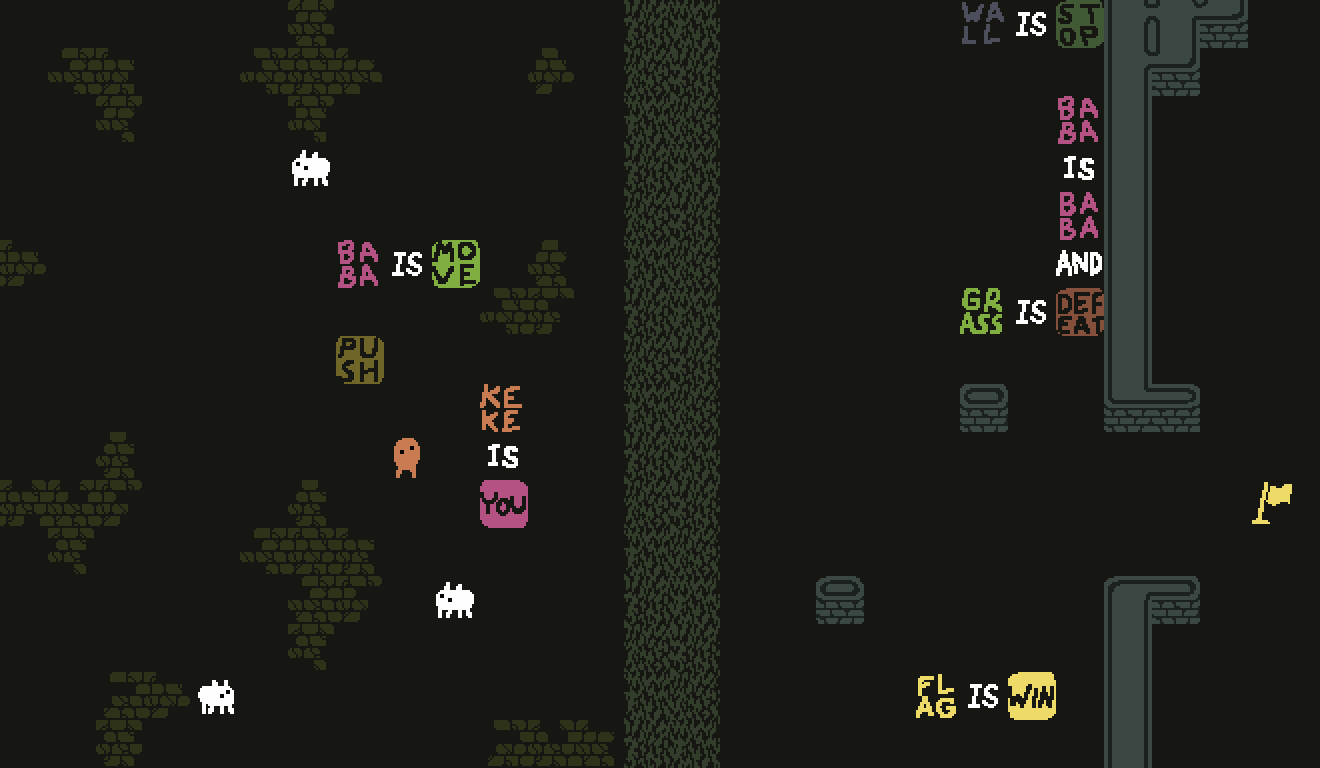 WALL IS STOP
BABA
IS
BABA
AND
BABA IS MOVE
GRASS IS DEFEAT
PUSH
KEKE
IS
YOU
FLAG IS WIN